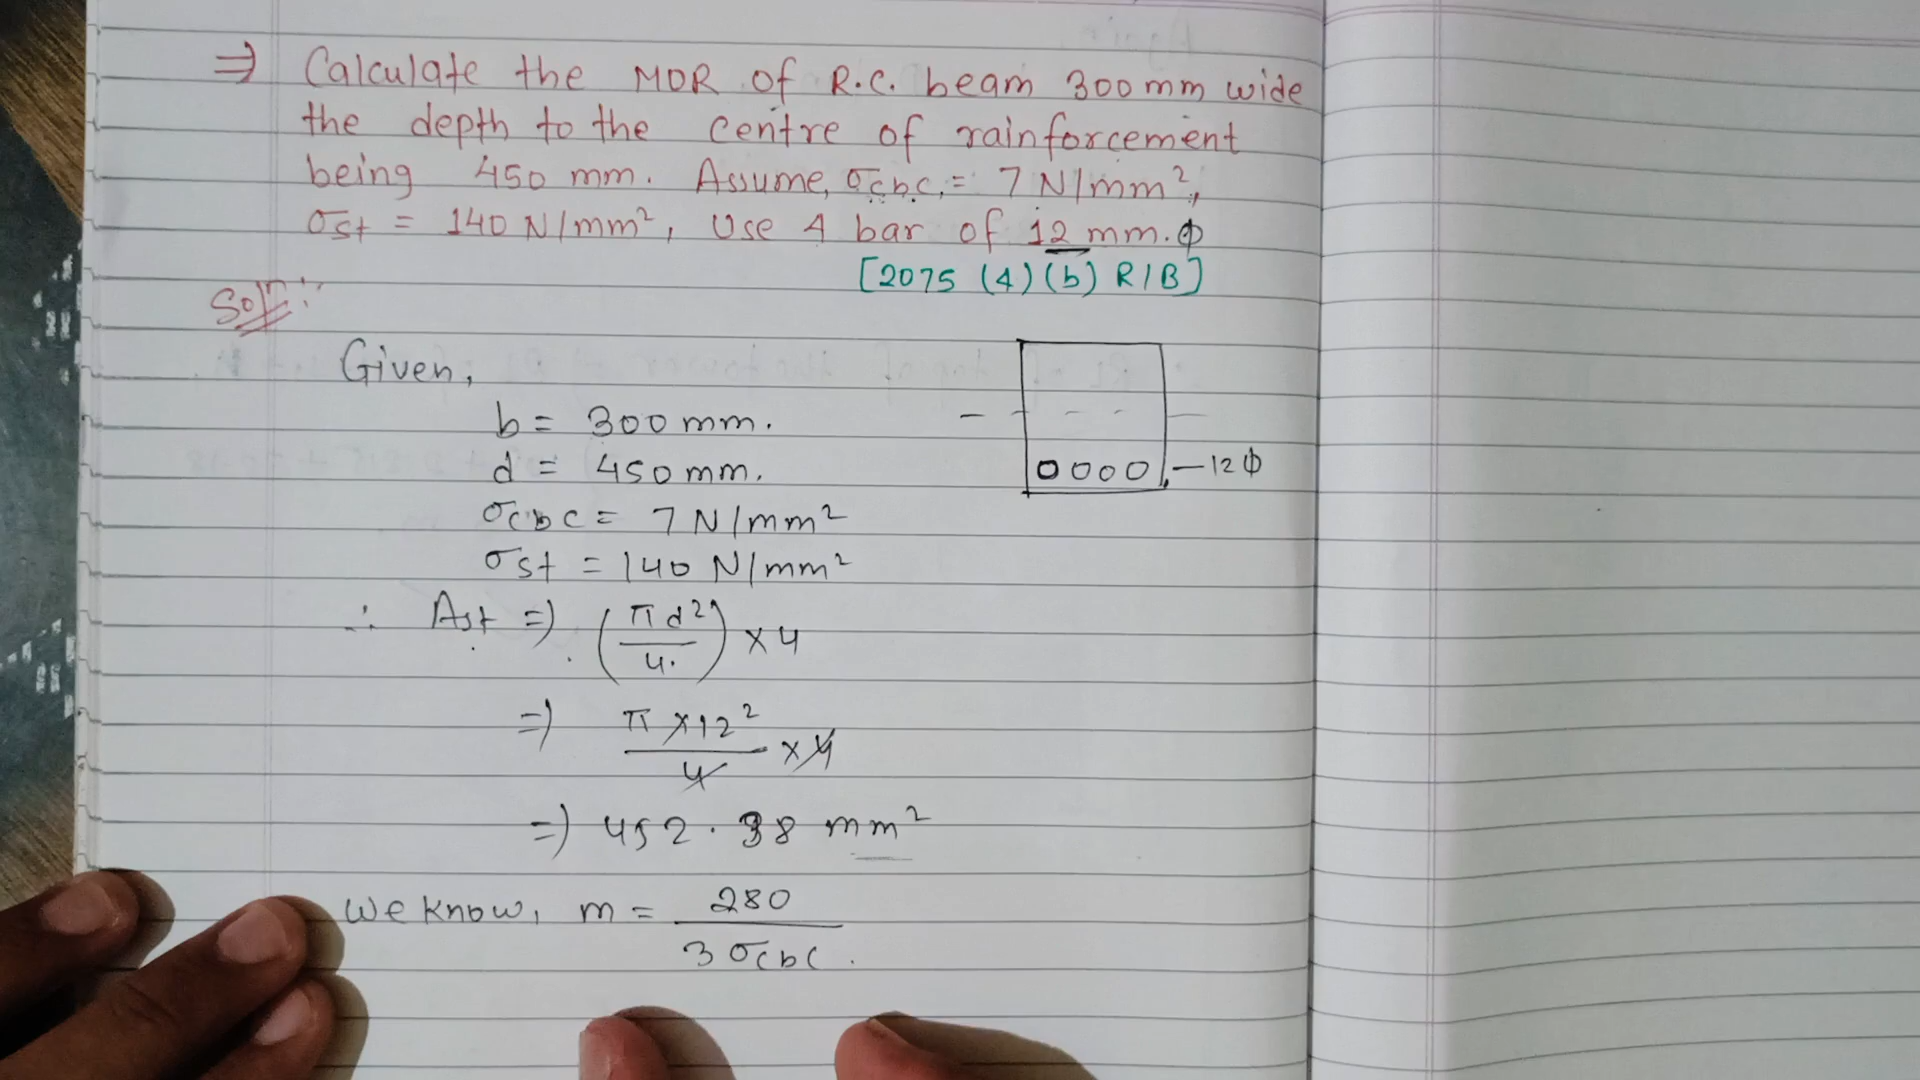 ⇒ Calculate the MOR of R.C. beam 300 mm wide
the depth to the centre of rainforcement
being 450 mm. Assume, σcbc = 7 N/mm²,
σst = 140 N/mm², Use 4 bar of 12 mm.ф
[2075 (4)(b) R/B]
Solⁿ:
Given,
b = 300 mm.
d = 450 mm.
0000 - 12 ф
σcbc = 7 N/mm²
σst = 140 N/mm²
∴ Ast ⇒ (πd²/4) × 4
⇒ π×12²/4 × 4
⇒ 452.38 mm²
We know, m = 280/3σcbc.